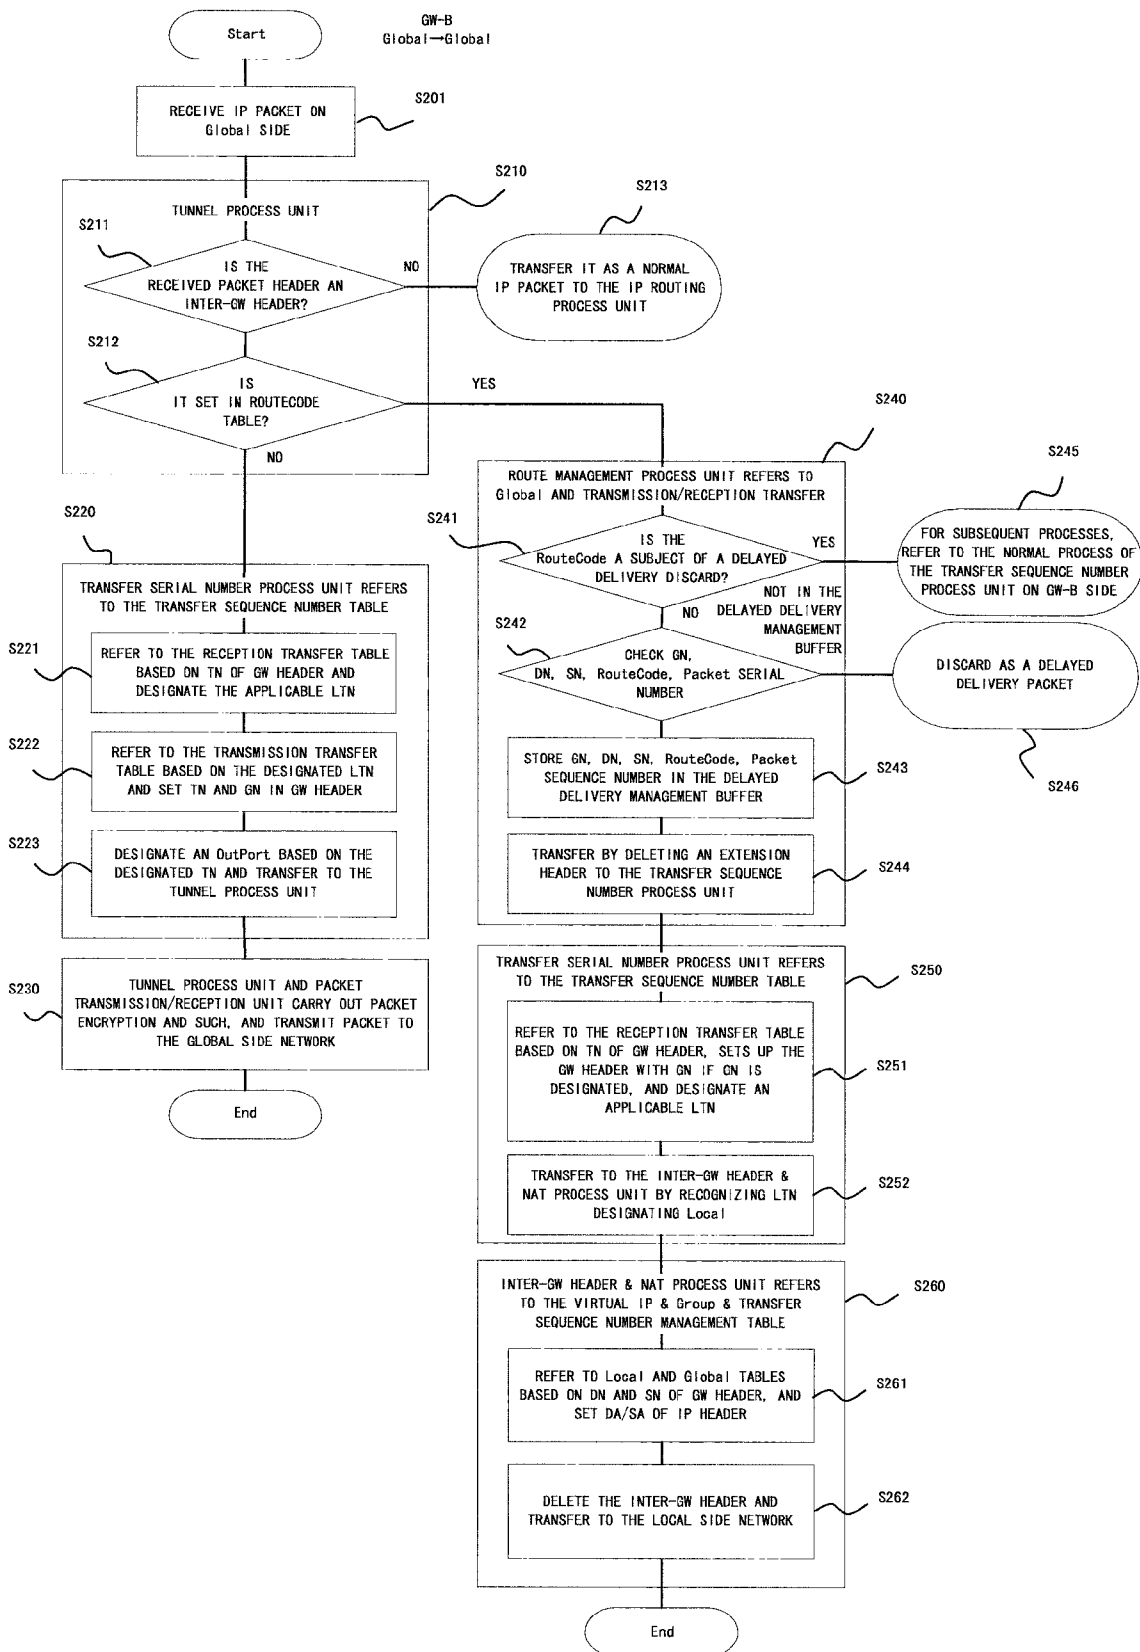 Start
GW-B
Global→Global
RECEIVE IP PACKET ON
Global SIDE
S201
S210
TUNNEL PROCESS UNIT
S211
IS THE
RECEIVED PACKET HEADER AN
INTER-GW HEADER?
NO
S213
TRANSFER IT AS A NORMAL
IP PACKET TO THE IP ROUTING
PROCESS UNIT
S212
IS
IT SET IN ROUTECODE
TABLE?
YES
NO
S220
TRANSFER SERIAL NUMBER PROCESS UNIT REFERS
TO THE TRANSFER SEQUENCE NUMBER TABLE
S221
REFER TO THE RECEPTION TRANSFER TABLE
BASED ON TN OF GW HEADER AND
DESIGNATE THE APPLICABLE LTN
S222
REFER TO THE TRANSMISSION TRANSFER
TABLE BASED ON THE DESIGNATED LTN
AND SET TN AND GN IN GW HEADER
S223
DESIGNATE AN OutPort BASED ON THE
DESIGNATED TN AND TRANSFER TO THE
TUNNEL PROCESS UNIT
S230
TUNNEL PROCESS UNIT AND PACKET
TRANSMISSION/RECEPTION UNIT CARRY OUT PACKET
ENCRYPTION AND SUCH, AND TRANSMIT PACKET TO
THE GLOBAL SIDE NETWORK
End
S240
ROUTE MANAGEMENT PROCESS UNIT REFERS TO
Global AND TRANSMISSION/RECEPTION TRANSFER
S241
IS THE
RouteCode A SUBJECT OF A DELAYED
DELIVERY DISCARD?
YES
S245
FOR SUBSEQUENT PROCESSES,
REFER TO THE NORMAL PROCESS OF
THE TRANSFER SEQUENCE NUMBER
PROCESS UNIT ON GW-B SIDE
NO
NOT IN THE
DELAYED DELIVERY
MANAGEMENT
BUFFER
S242
CHECK GN,
DN, SN, RouteCode, Packet SERIAL
NUMBER
DISCARD AS A DELAYED
DELIVERY PACKET
S246
STORE GN, DN, SN, RouteCode, Packet
SEQUENCE NUMBER IN THE DELAYED
DELIVERY MANAGEMENT BUFFER
S243
TRANSFER BY DELETING AN EXTENSION
HEADER TO THE TRANSFER SEQUENCE
NUMBER PROCESS UNIT
S244
TRANSFER SERIAL NUMBER PROCESS UNIT REFERS
TO THE TRANSFER SEQUENCE NUMBER TABLE
S250
REFER TO THE RECEPTION TRANSFER TABLE
BASED ON TN OF GW HEADER, SETS UP THE
GW HEADER WITH GN IF GN IS
DESIGNATED, AND DESIGNATE AN
APPLICABLE LTN
S251
TRANSFER TO THE INTER-GW HEADER &
NAT PROCESS UNIT BY RECOGNIZING LTN
DESIGNATING Local
S252
INTER-GW HEADER & NAT PROCESS UNIT REFERS
TO THE VIRTUAL IP & Group & TRANSFER
SEQUENCE NUMBER MANAGEMENT TABLE
S260
REFER TO Local AND Global TABLES
BASED ON DN AND SN OF GW HEADER, AND
SET DA/SA OF IP HEADER
S261
DELETE THE INTER-GW HEADER AND
TRANSFER TO THE LOCAL SIDE NETWORK
S262
End